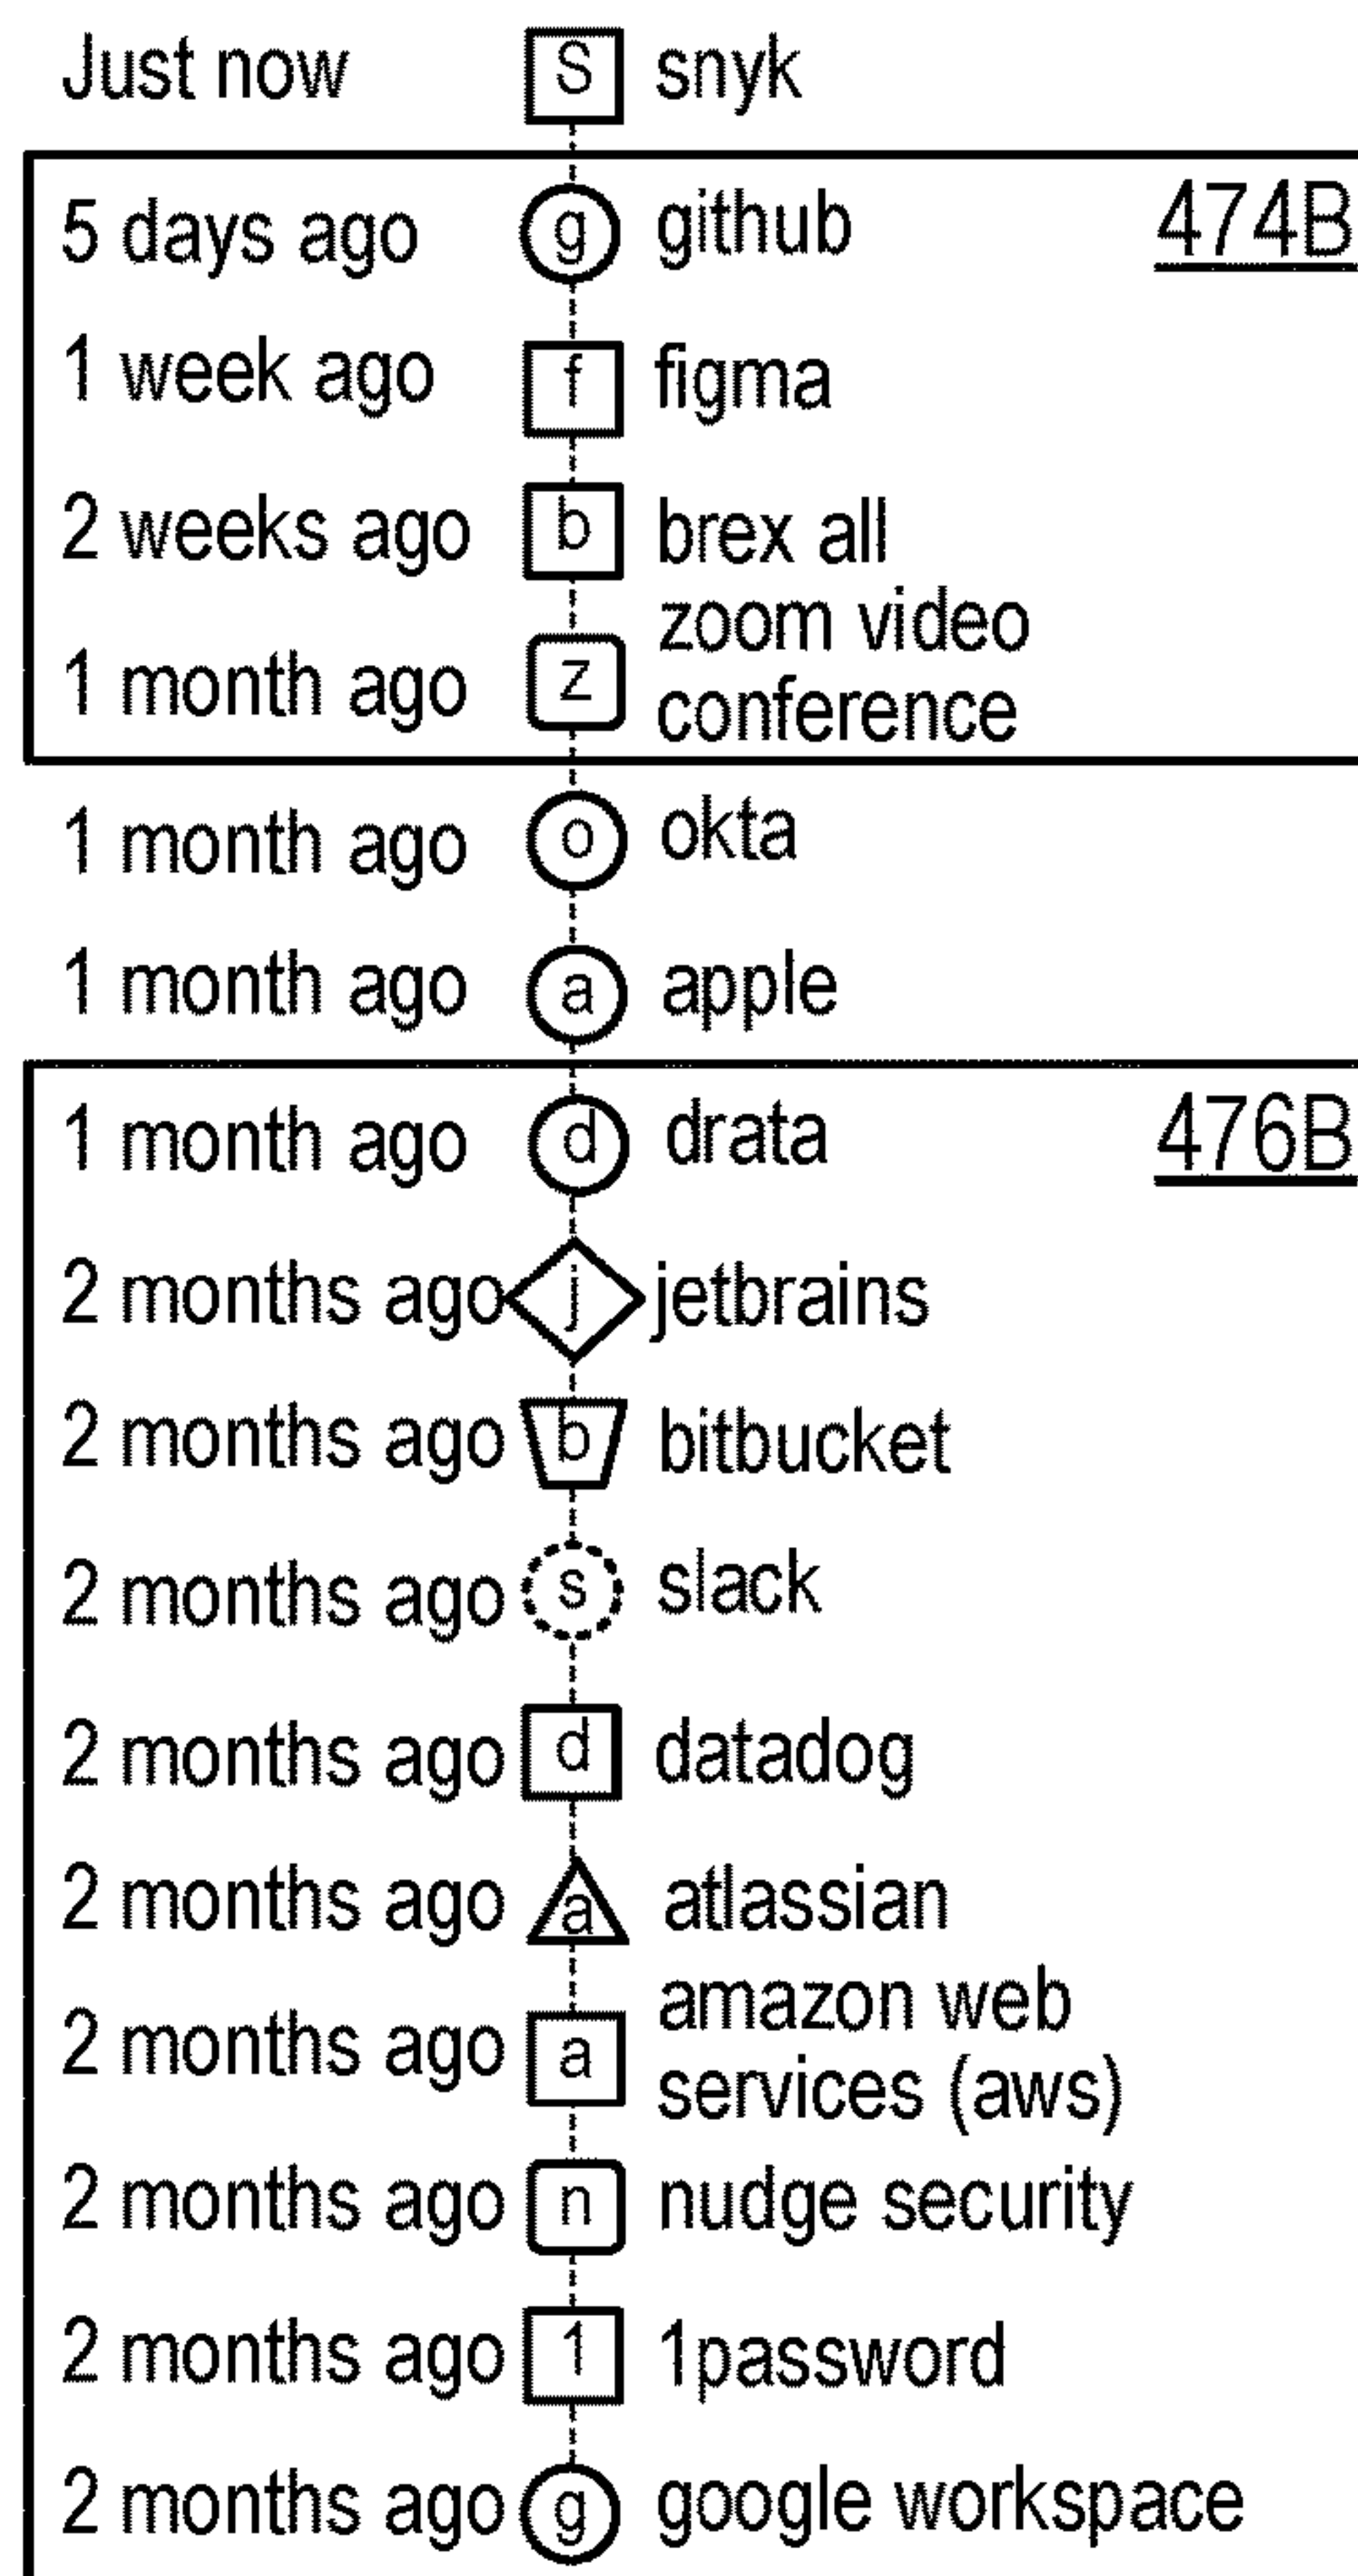 Just now S snyk
5 days ago g github 474B
1 week ago f figma
2 weeks ago b brex all
1 month ago z zoom video
conference
1 month ago o okta
1 month ago a apple
1 month ago d drata 476B
2 months ago j jetbrains
2 months ago b bitbucket
2 months ago s slack
2 months ago d datadog
2 months ago a atlassian
2 months ago a amazon web
services (aws)
2 months ago n nudge security
2 months ago 1 1password
2 months ago g google workspace